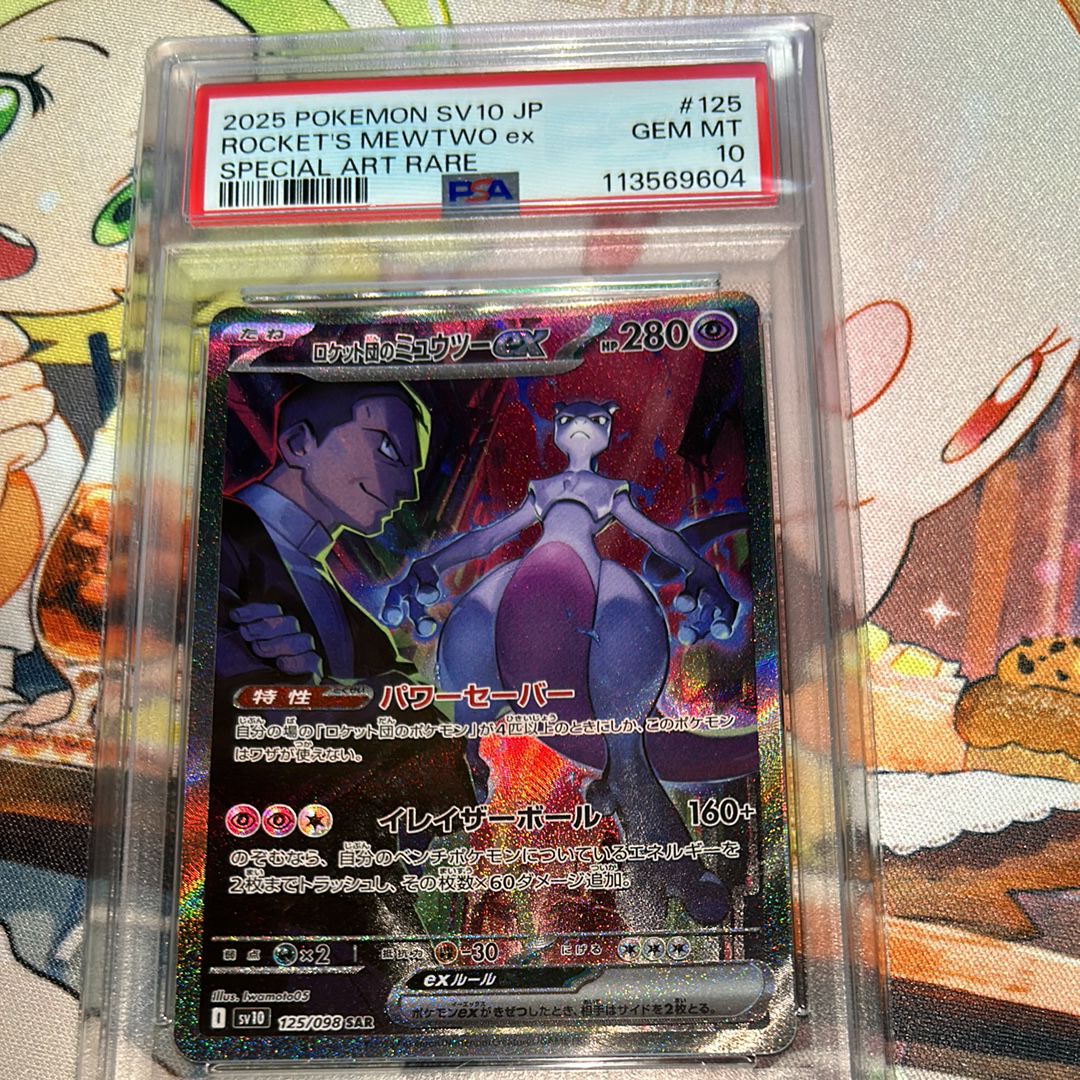 2025 POKEMON SV10 JP #125
ROCKET'S MEWTWO ex GEM MT
SPECIAL ART RARE 10
PSA 113569604
たね ロケット団のミュウツーex HP280
特性 パワーセーバー
自分の場の「ロケット団のポケモン」が4匹以上のときにしか、このポケモン
はワザが使えない。
イレイザーボール 160+
のぞむなら、自分のベンチポケモンについているエネルギーを
2枚までトラッシュし、その枚数×60ダメージ追加。
弱点 ×2 抵抗力 -30 にげる
exルール
ポケモンexがきぜつしたとき、相手はサイドを2枚とる。
illus. Iwamoto05
I sv10 125/098 SAR